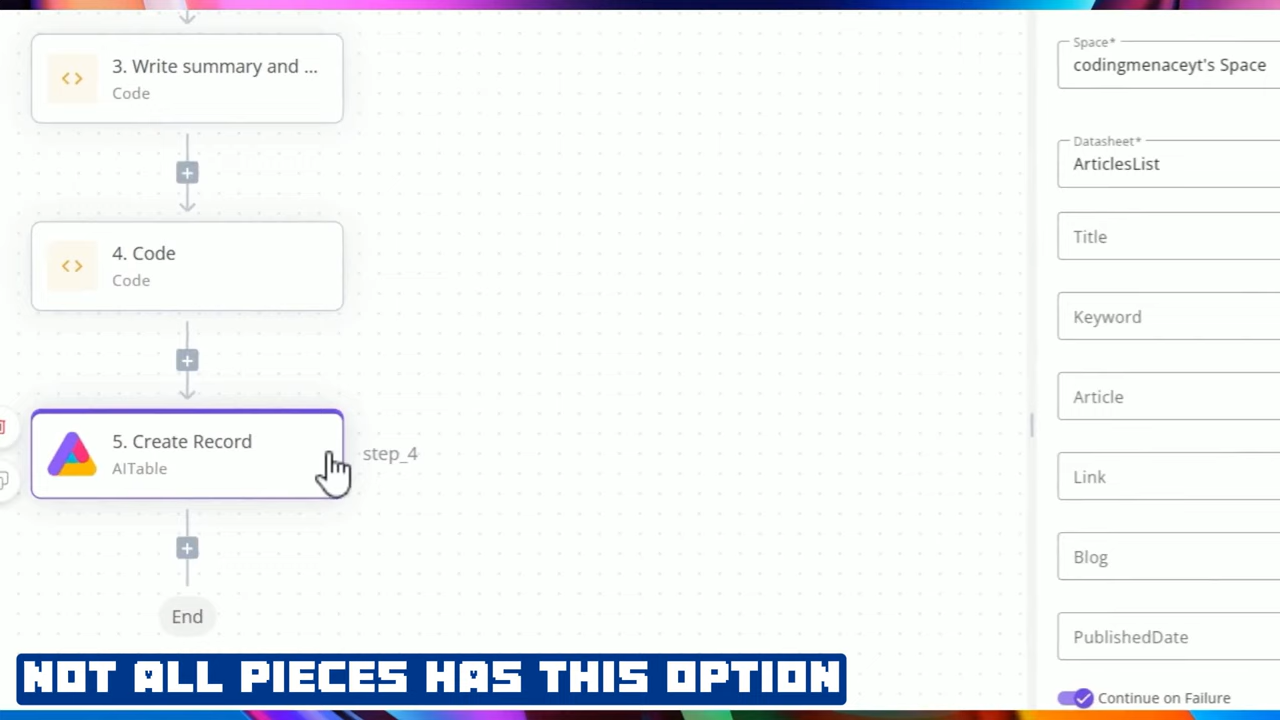 3. Write summary and ...
Code
4. Code
Code
5. Create Record
AITable
step_4
End
Space*
codingmenaceyt's Space
Datasheet*
ArticlesList
Title
Keyword
Article
Link
Blog
PublishedDate
Continue on Failure
NOT ALL PIECES HAS THIS OPTION